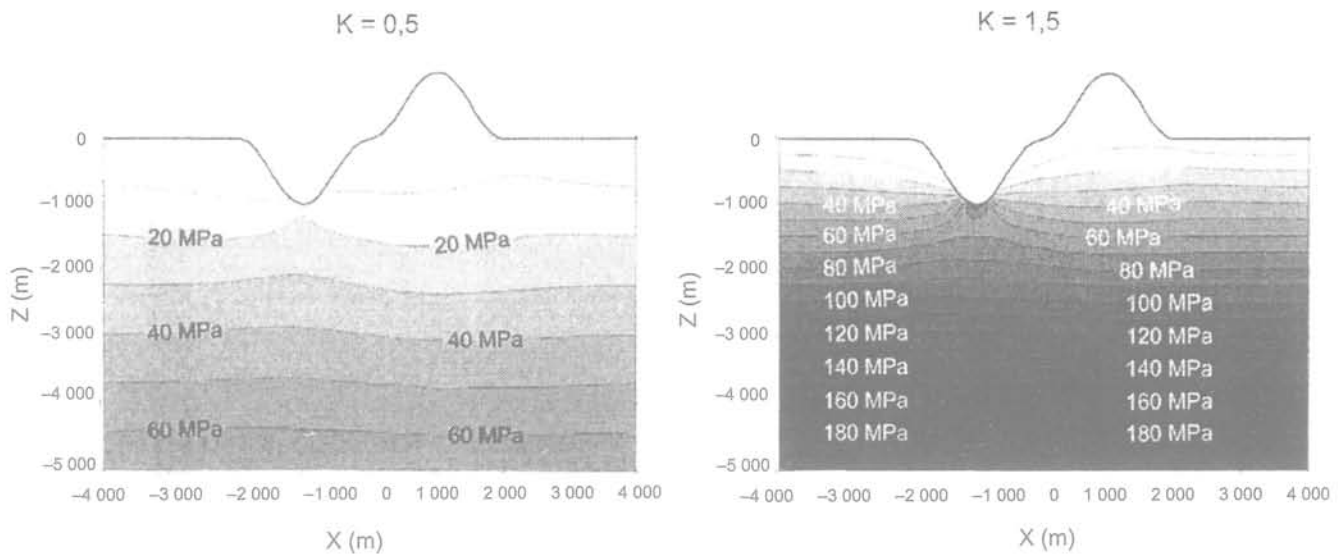 K = 0,5
0
–1 000
–2 000
–3 000
–4 000
–5 000
Z (m)
20 MPa
20 MPa
40 MPa
40 MPa
60 MPa
60 MPa
–4 000
–3 000
–2 000
–1 000
0
1 000
2 000
3 000
4 000
X (m)
K = 1,5
0
–1 000
–2 000
–3 000
–4 000
–5 000
Z (m)
40 MPa
40 MPa
60 MPa
60 MPa
80 MPa
80 MPa
100 MPa
100 MPa
120 MPa
120 MPa
140 MPa
140 MPa
160 MPa
160 MPa
180 MPa
180 MPa
–4 000
–3 000
–2 000
–1 000
0
1 000
2 000
3 000
4 000
X (m)